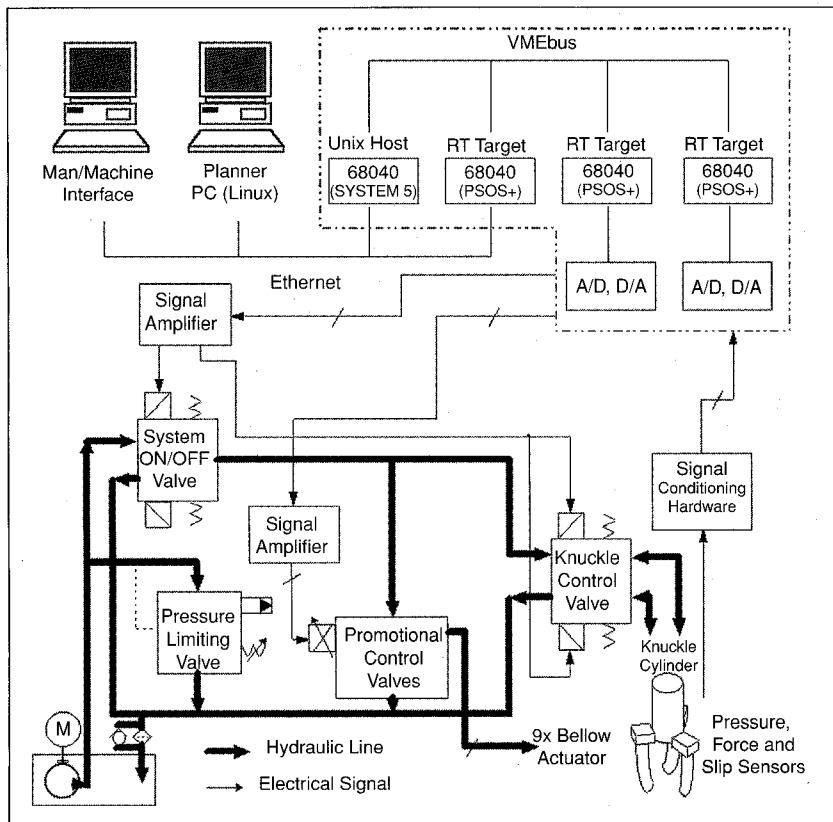 VMEbus
Unix Host
RT Target
RT Target
RT Target
68040
(SYSTEM 5)
68040
(PSOS+)
68040
(PSOS+)
68040
(PSOS+)
Man/Machine
Interface
Planner
PC (Linux)
A/D, D/A
A/D, D/A
Ethernet
Signal
Amplifier
System
ON/OFF
Valve
Signal
Conditioning
Hardware
Signal
Amplifier
Knuckle
Control
Valve
Pressure
Limiting
Valve
Promotional
Control
Valves
Knuckle
Cylinder
M
Hydraulic Line
Electrical Signal
9x Bellow
Actuator
Pressure,
Force and
Slip Sensors